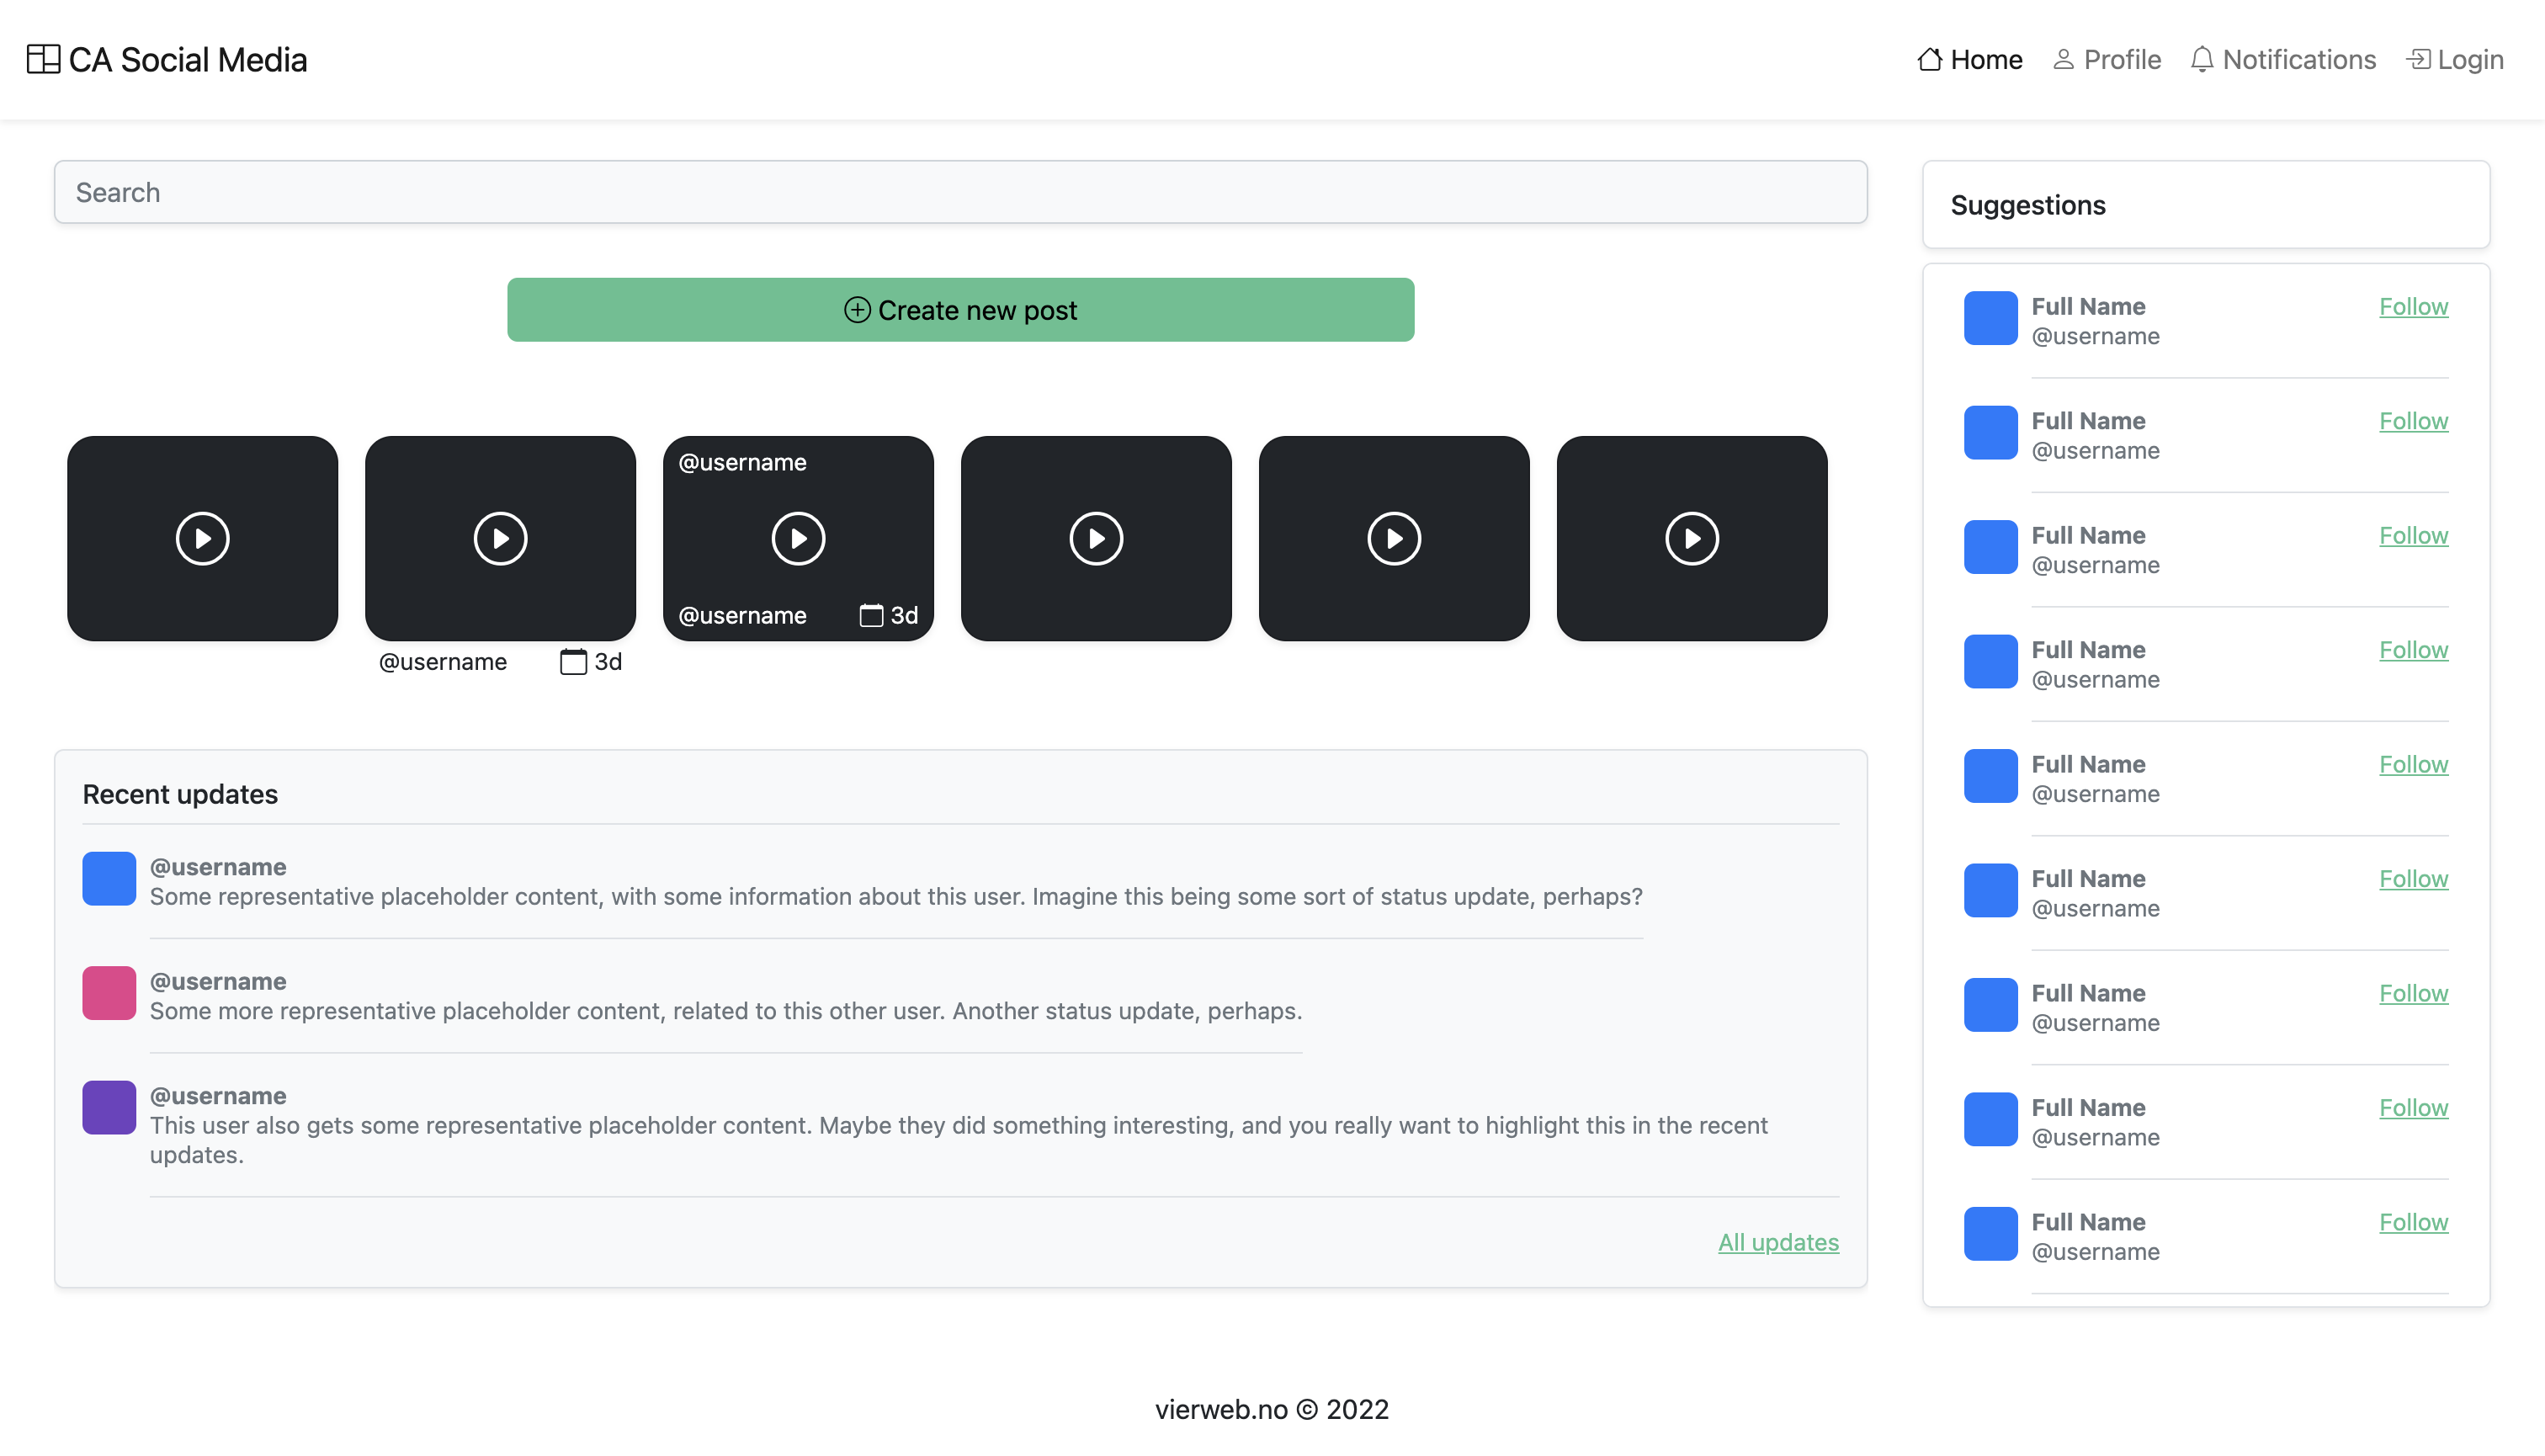 CA Social Media
Home Profile Notifications Login
Search
Create new post
@username
@username 3d
@username 3d
Recent updates
@username
Some representative placeholder content, with some information about this user. Imagine this being some sort of status update, perhaps?
@username
Some more representative placeholder content, related to this other user. Another status update, perhaps.
@username
This user also gets some representative placeholder content. Maybe they did something interesting, and you really want to highlight this in the recent
updates.
All updates
Suggestions
Full Name Follow
@username
Full Name Follow
@username
Full Name Follow
@username
Full Name Follow
@username
Full Name Follow
@username
Full Name Follow
@username
Full Name Follow
@username
Full Name Follow
@username
Full Name Follow
@username
vierweb.no © 2022